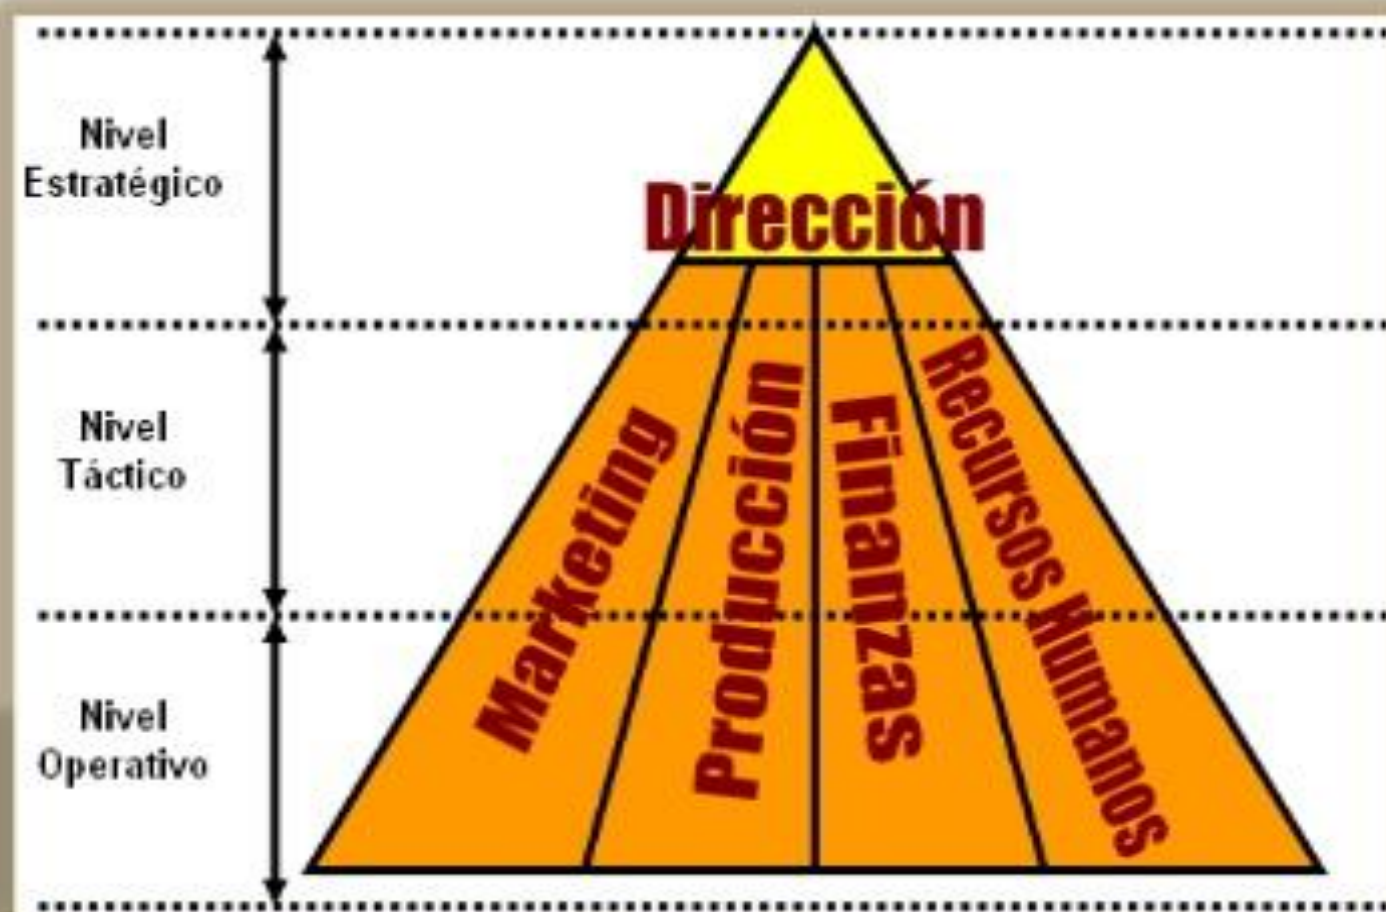 Nivel
Estratégico
Dirección
Nivel
Táctico
Marketing
Producción
Finanzas
Recursos Humanos
Nivel
Operativo